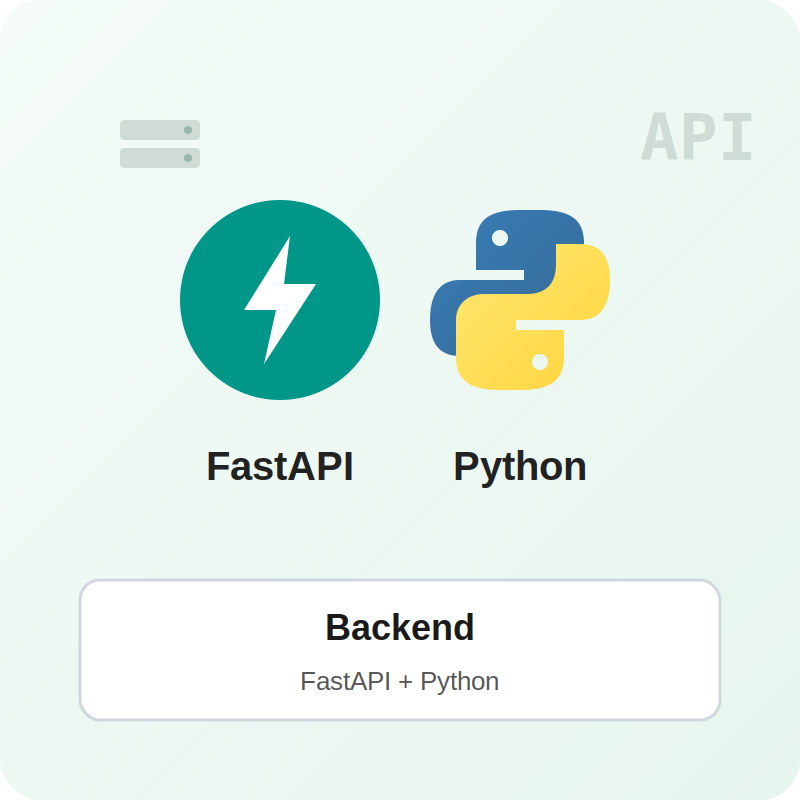 API
FastAPI
Python
Backend
FastAPI + Python